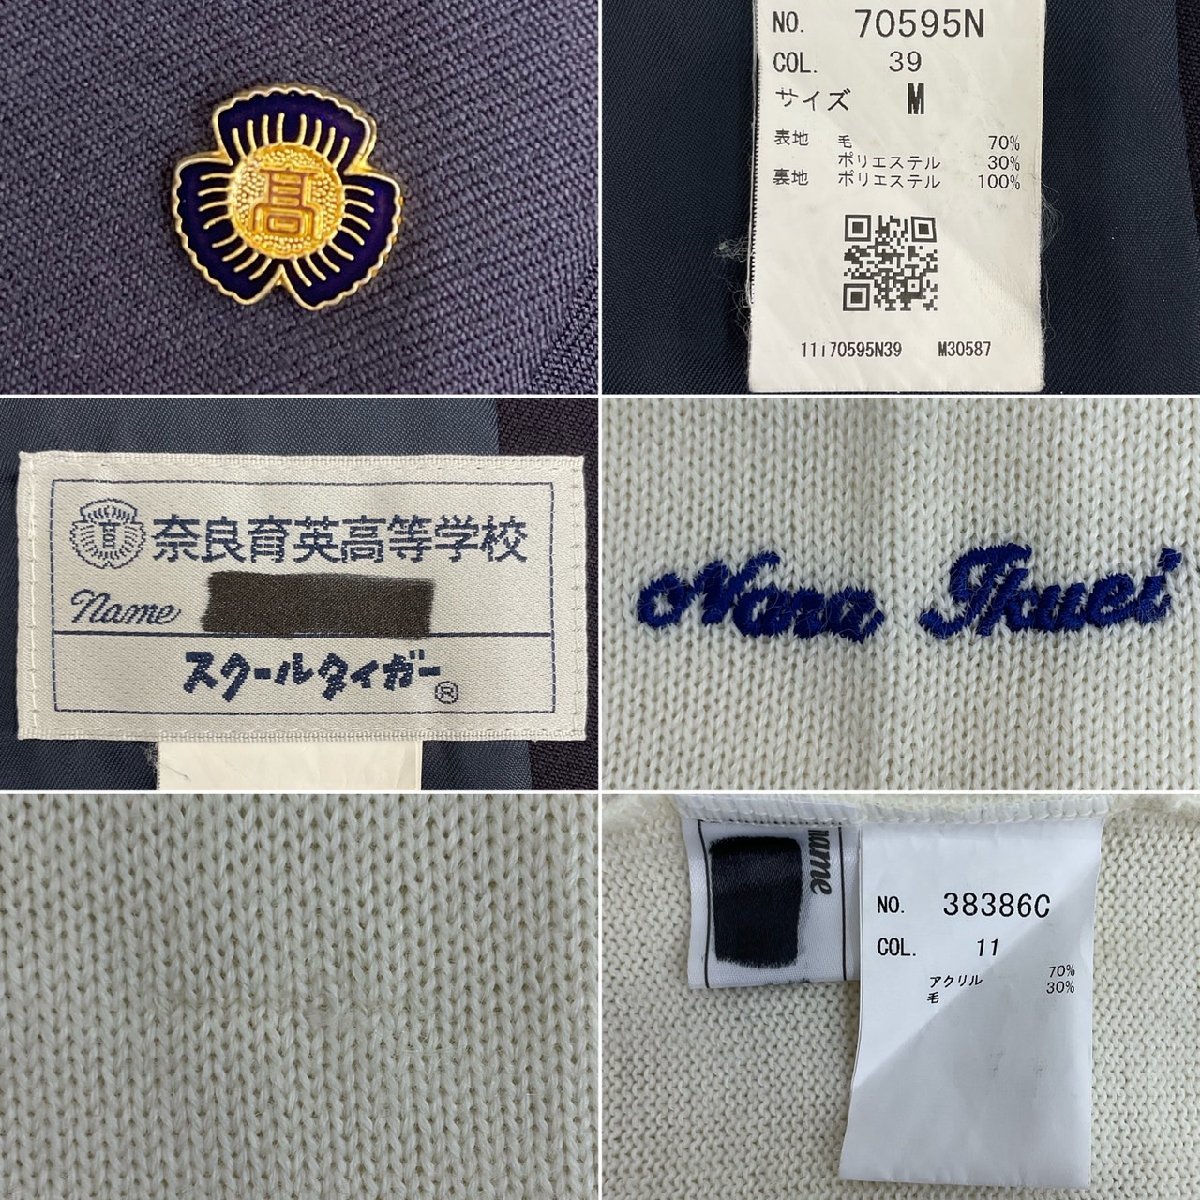 高
NO. 70595N
COL. 39
サイズ M
表地 毛 70%
ポリエステル 30%
裏地 ポリエステル 100%
11170595N39 M30587
育 奈良育英高等学校
Name
スクールタイガー®
Nara Ikuei
name
NO. 38386C
COL. 11
アクリル 70%
毛 30%